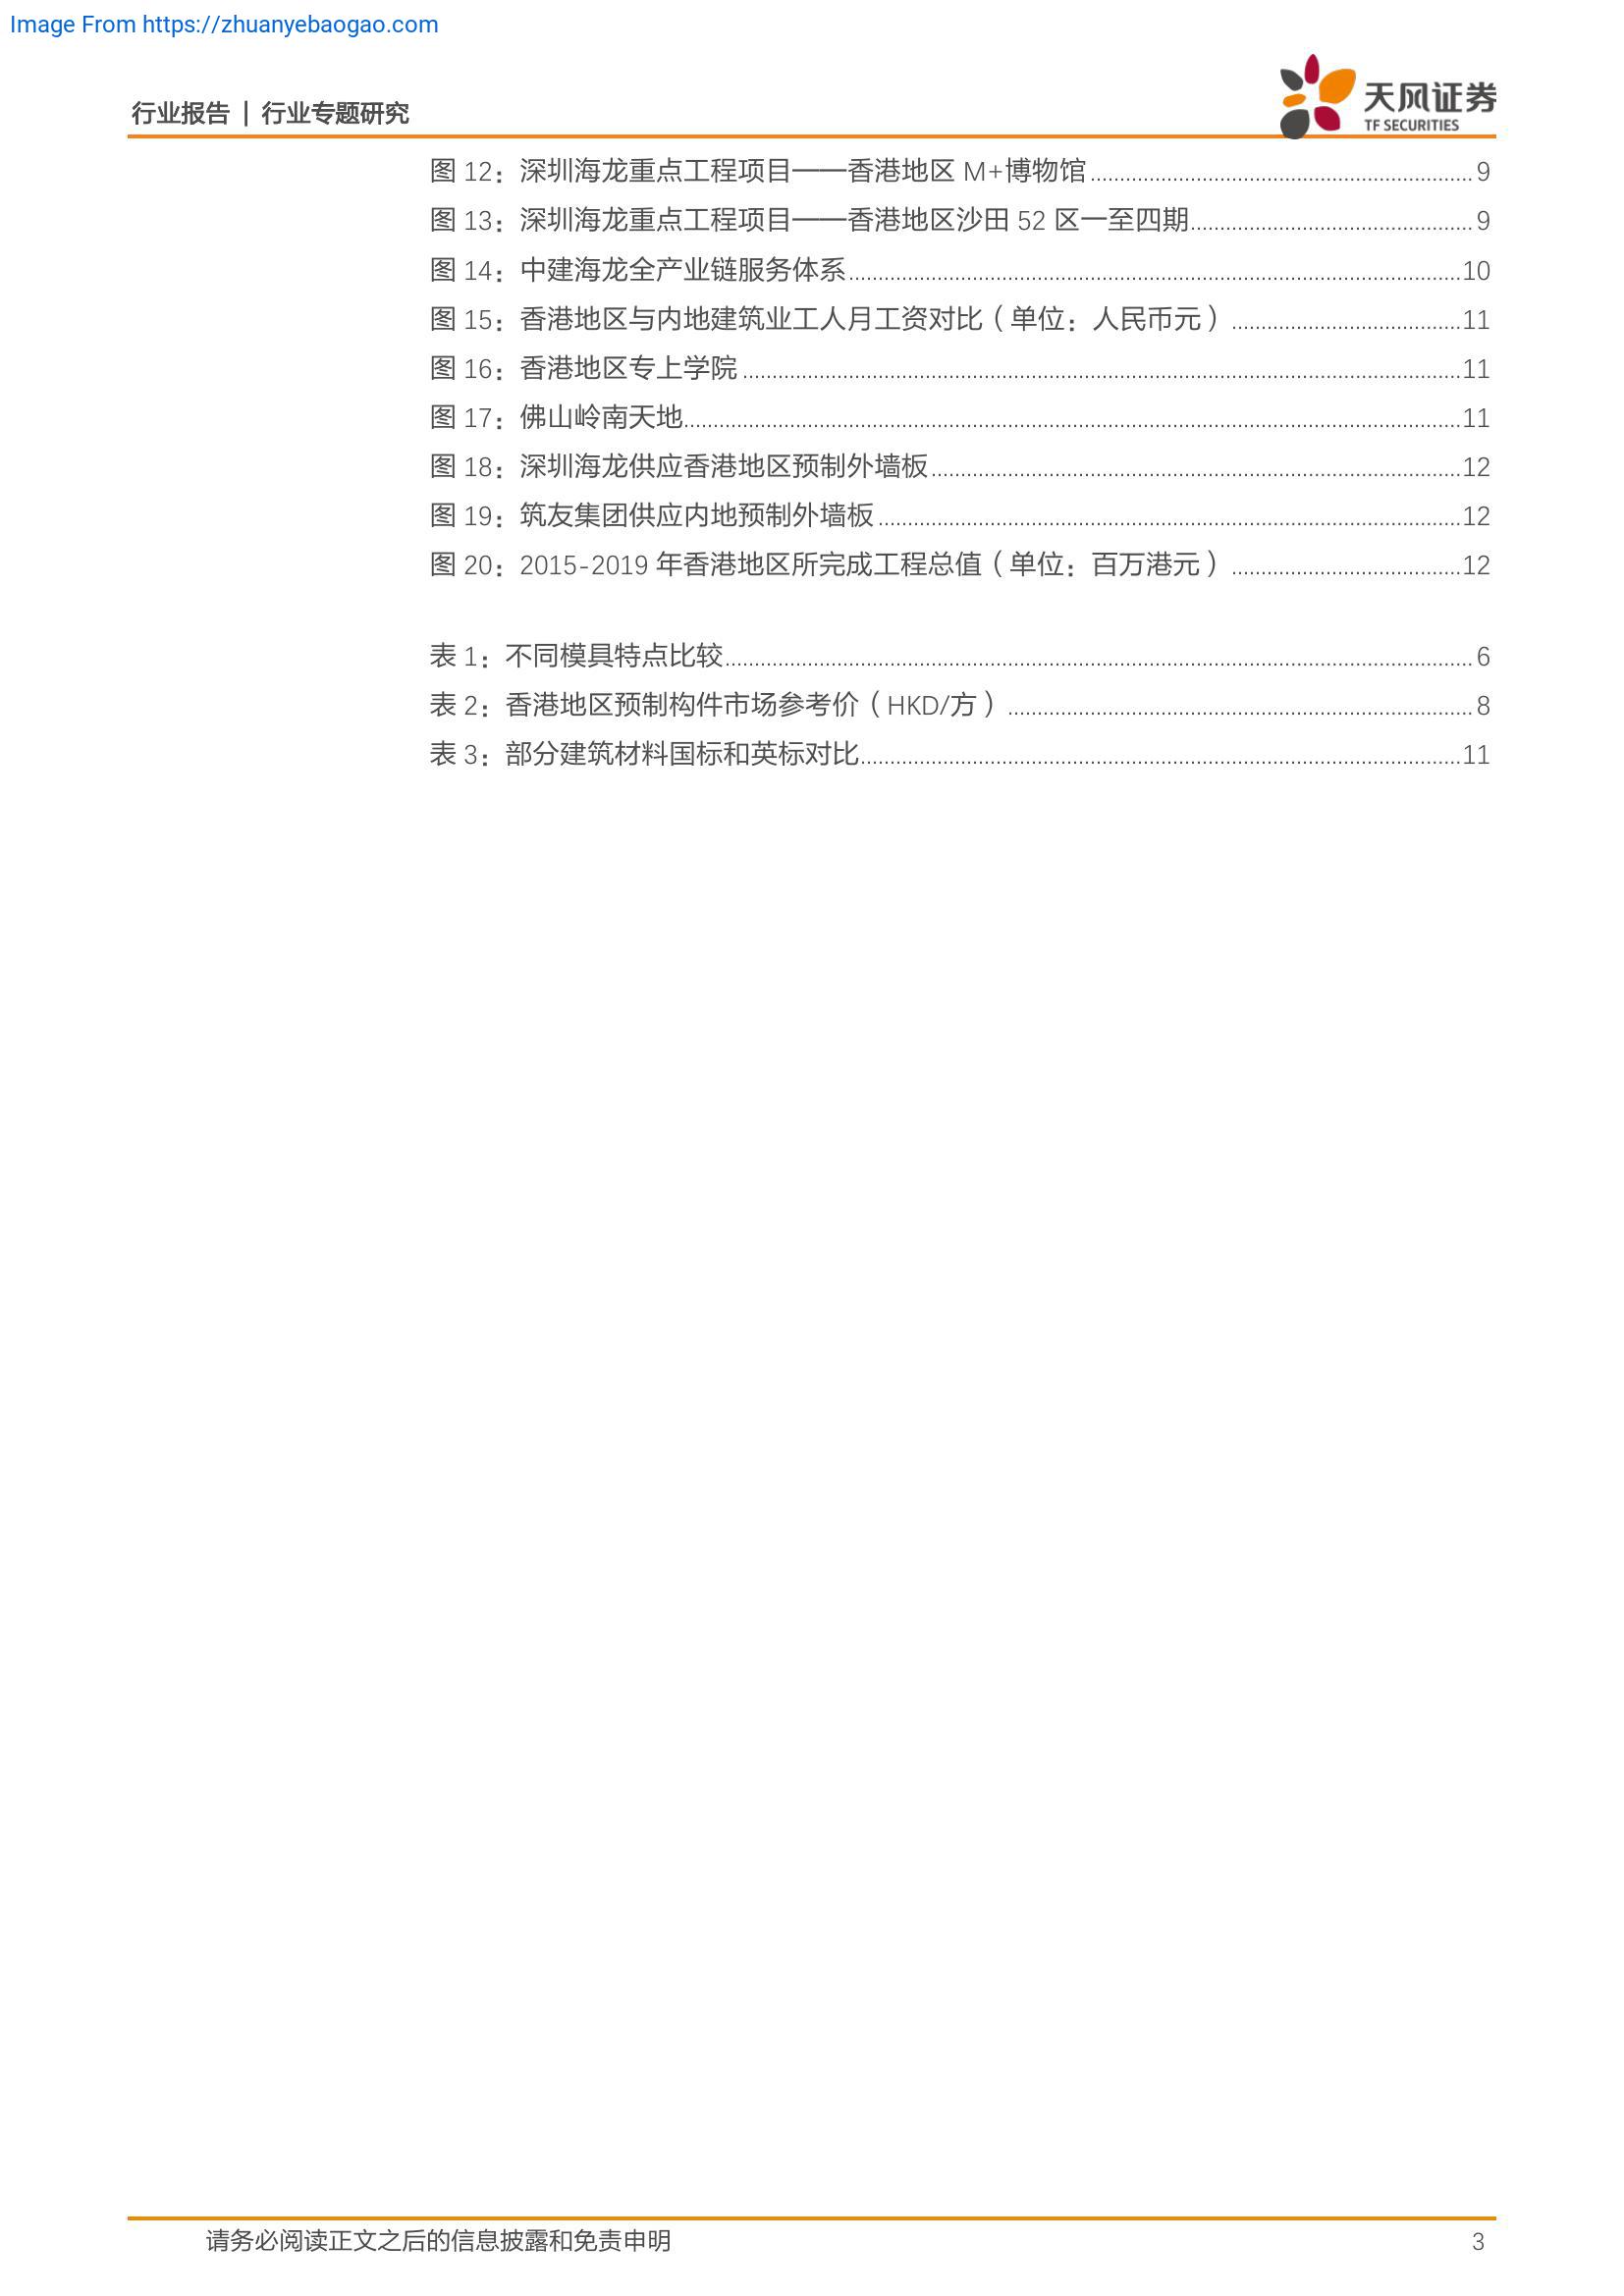 Image From https://zhuanyebaogao.com
天风证券
TF SECURITIES
行业报告 | 行业专题研究
图 12：深圳海龙重点工程项目——香港地区 M+博物馆 9
图 13：深圳海龙重点工程项目——香港地区沙田 52 区一至四期 9
图 14：中建海龙全产业链服务体系 10
图 15：香港地区与内地建筑业工人月工资对比（单位：人民币元） 11
图 16：香港地区专上学院 11
图 17：佛山岭南天地 11
图 18：深圳海龙供应香港地区预制外墙板 12
图 19：筑友集团供应内地预制外墙板 12
图 20：2015-2019 年香港地区所完成工程总值（单位：百万港元） 12
表 1：不同模具特点比较 6
表 2：香港地区预制构件市场参考价（HKD/方） 8
表 3：部分建筑材料国标和英标对比 11
请务必阅读正文之后的信息披露和免责申明 3